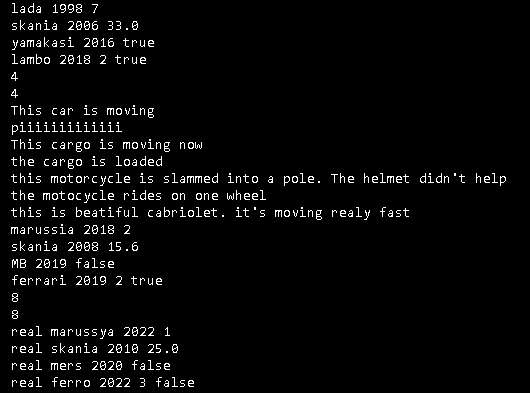 lada 1998 7
skania 2006 33.0
yamakasi 2016 true
lambo 2018 2 true
4
4
This car is moving
piiiiiiiiiiiii
This cargo is moving now
the cargo is loaded
this motorcycle is slammed into a pole. The helmet didn't help
the motocycle rides on one wheel
this is beatiful cabriolet. it's moving realy fast
marussia 2018 2
skania 2008 15.6
MB 2019 false
ferrari 2019 2 true
8
8
real marussya 2022 1
real skania 2010 25.0
real mers 2020 false
real ferro 2022 3 false